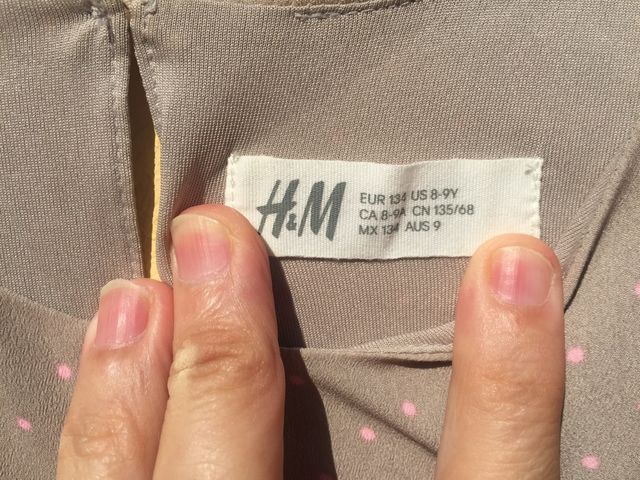 H&M
EUR 134 US 8-9Y
CA 8-9A CN 135/68
MX 134 AUS 9